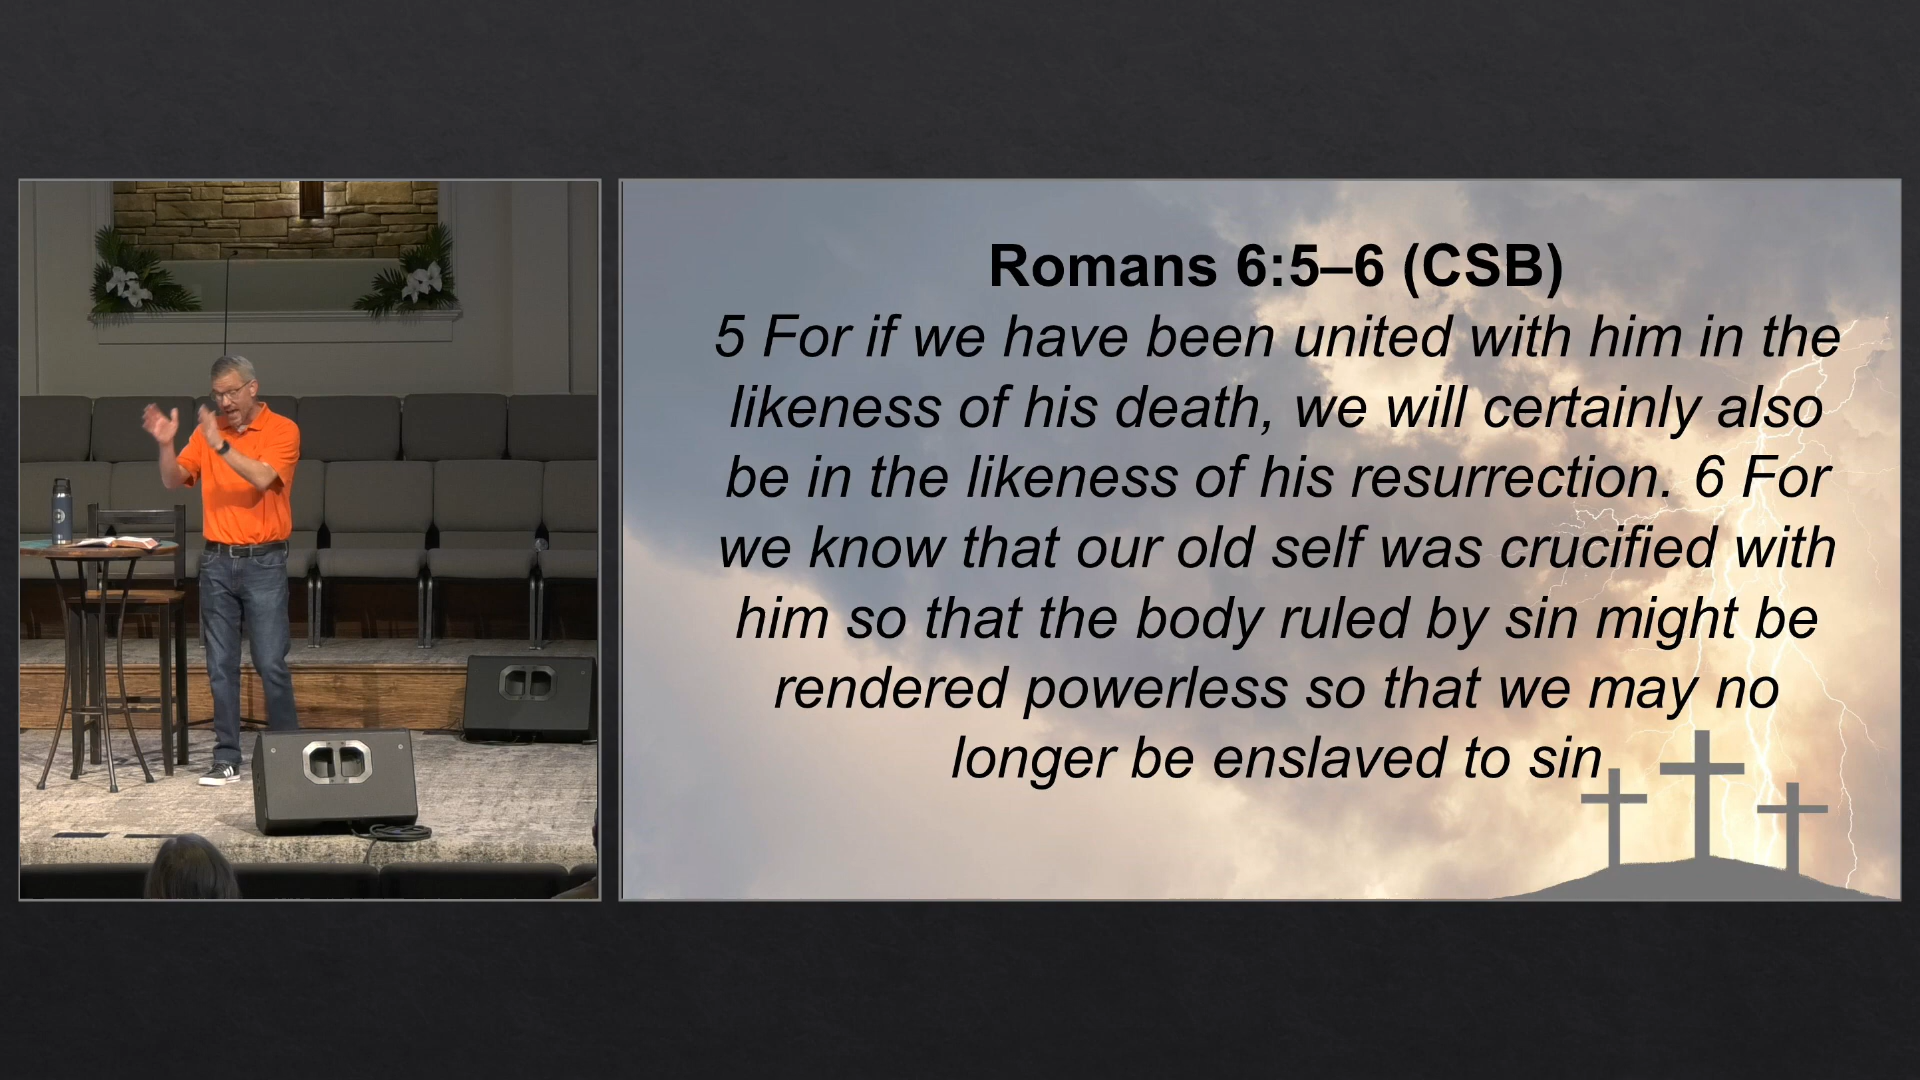 Romans 6:5–6 (CSB)
5 For if we have been united with him in the
likeness of his death, we will certainly also
be in the likeness of his resurrection. 6 For
we know that our old self was crucified with
him so that the body ruled by sin might be
rendered powerless so that we may no
longer be enslaved to sin